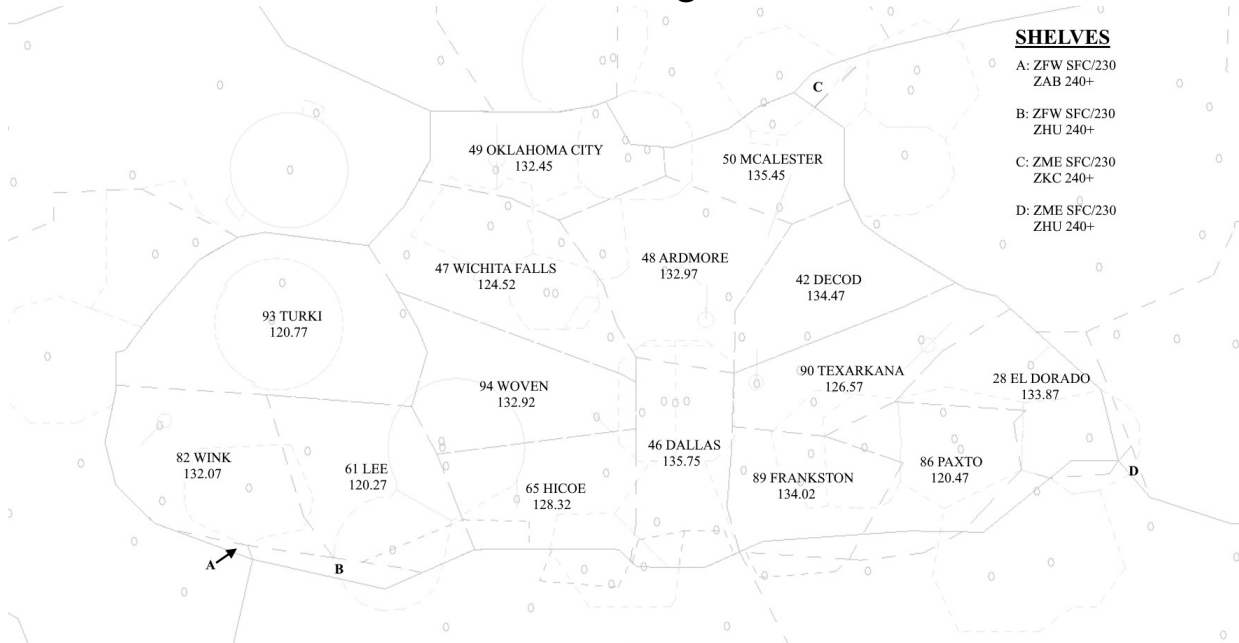 SHELVES
A: ZFW SFC/230
ZAB 240+
B: ZFW SFC/230
ZHU 240+
C: ZME SFC/230
ZKC 240+
D: ZME SFC/230
ZHU 240+
C
49 OKLAHOMA CITY
132.45
50 MCALESTER
135.45
47 WICHITA FALLS
124.52
48 ARDMORE
132.97
42 DECOD
134.47
93 TURKI
120.77
94 WOVEN
132.92
90 TEXARKANA
126.57
28 EL DORADO
133.87
82 WINK
132.07
61 LEE
120.27
65 HICOE
128.32
46 DALLAS
135.75
89 FRANKSTON
134.02
86 PAXTO
120.47
D
A
B